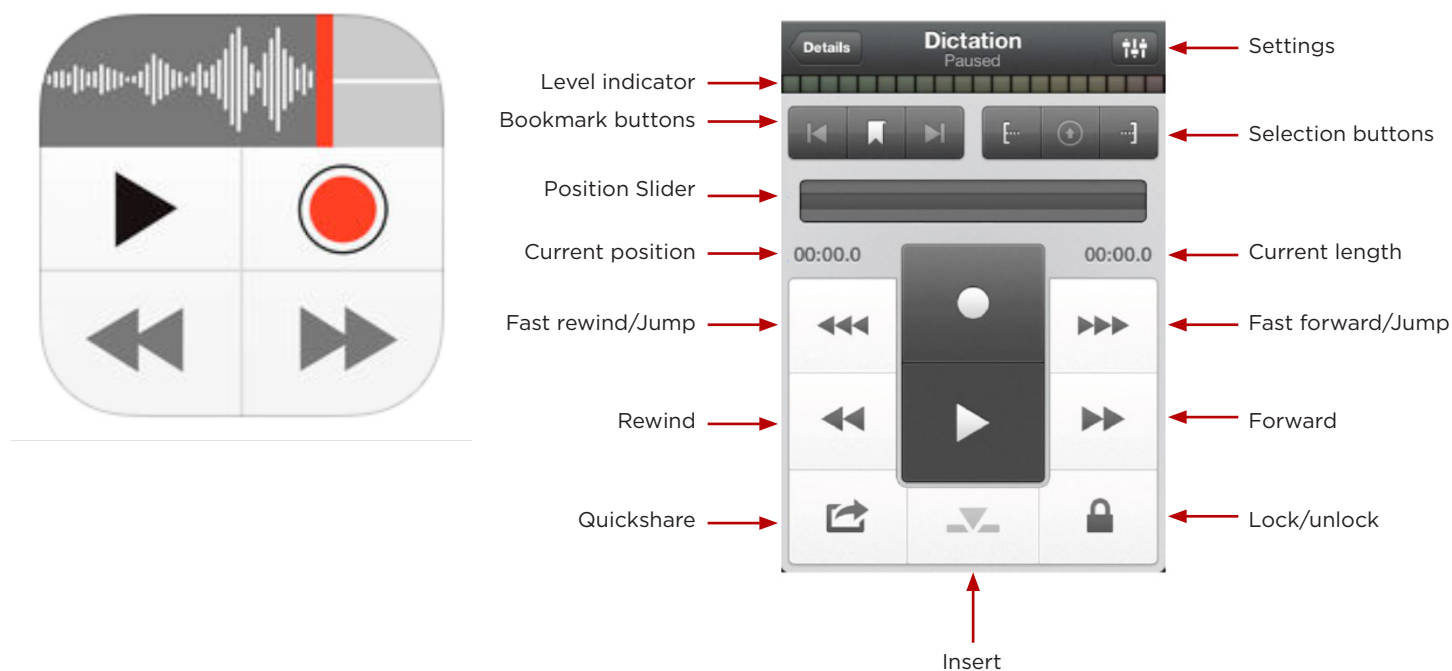 Details
Dictation
Paused
Settings
Level indicator
Bookmark buttons
Selection buttons
Position Slider
Current position
00:00.0
00:00.0
Current length
Fast rewind/Jump
Fast forward/Jump
Rewind
Forward
Quickshare
Lock/unlock
Insert